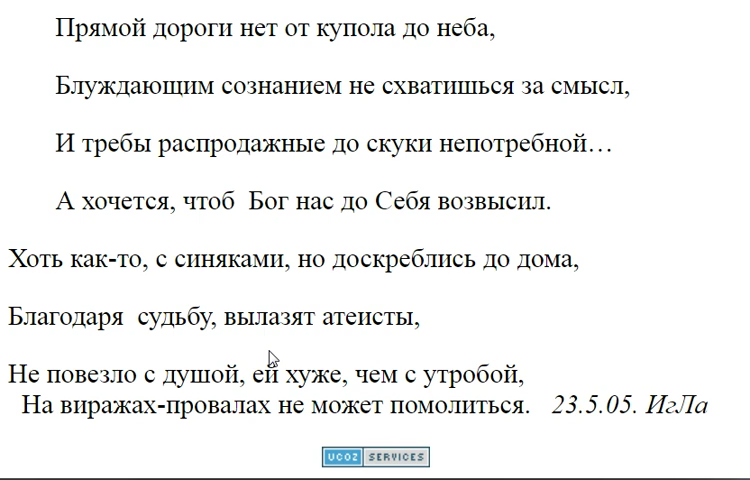 Прямой дороги нет от купола до неба,
Блуждающим сознанием не схватишься за смысл,
И требы распродажные до скуки непотребной…
А хочется, чтоб  Бог нас до Себя возвысил.
Хоть как-то, с синяками, но доскреблись до дома,
Благодаря  судьбу, вылазят атеисты,
Не повезло с душой, ей хуже, чем с утробой,
На виражах-провалах не может помолиться.   23.5.05. ИгЛа
UCOZ SERVICES